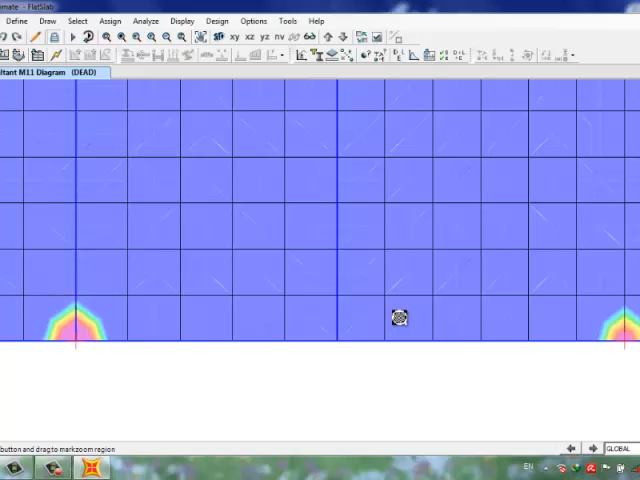 imate - FlatSlab
Define Draw Select Assign Analyze Display Design Options Tools Help
xy xz yz nv
ltant M11 Diagram (DEAD)
button and drag to mark zoom region
GLOBAL
EN